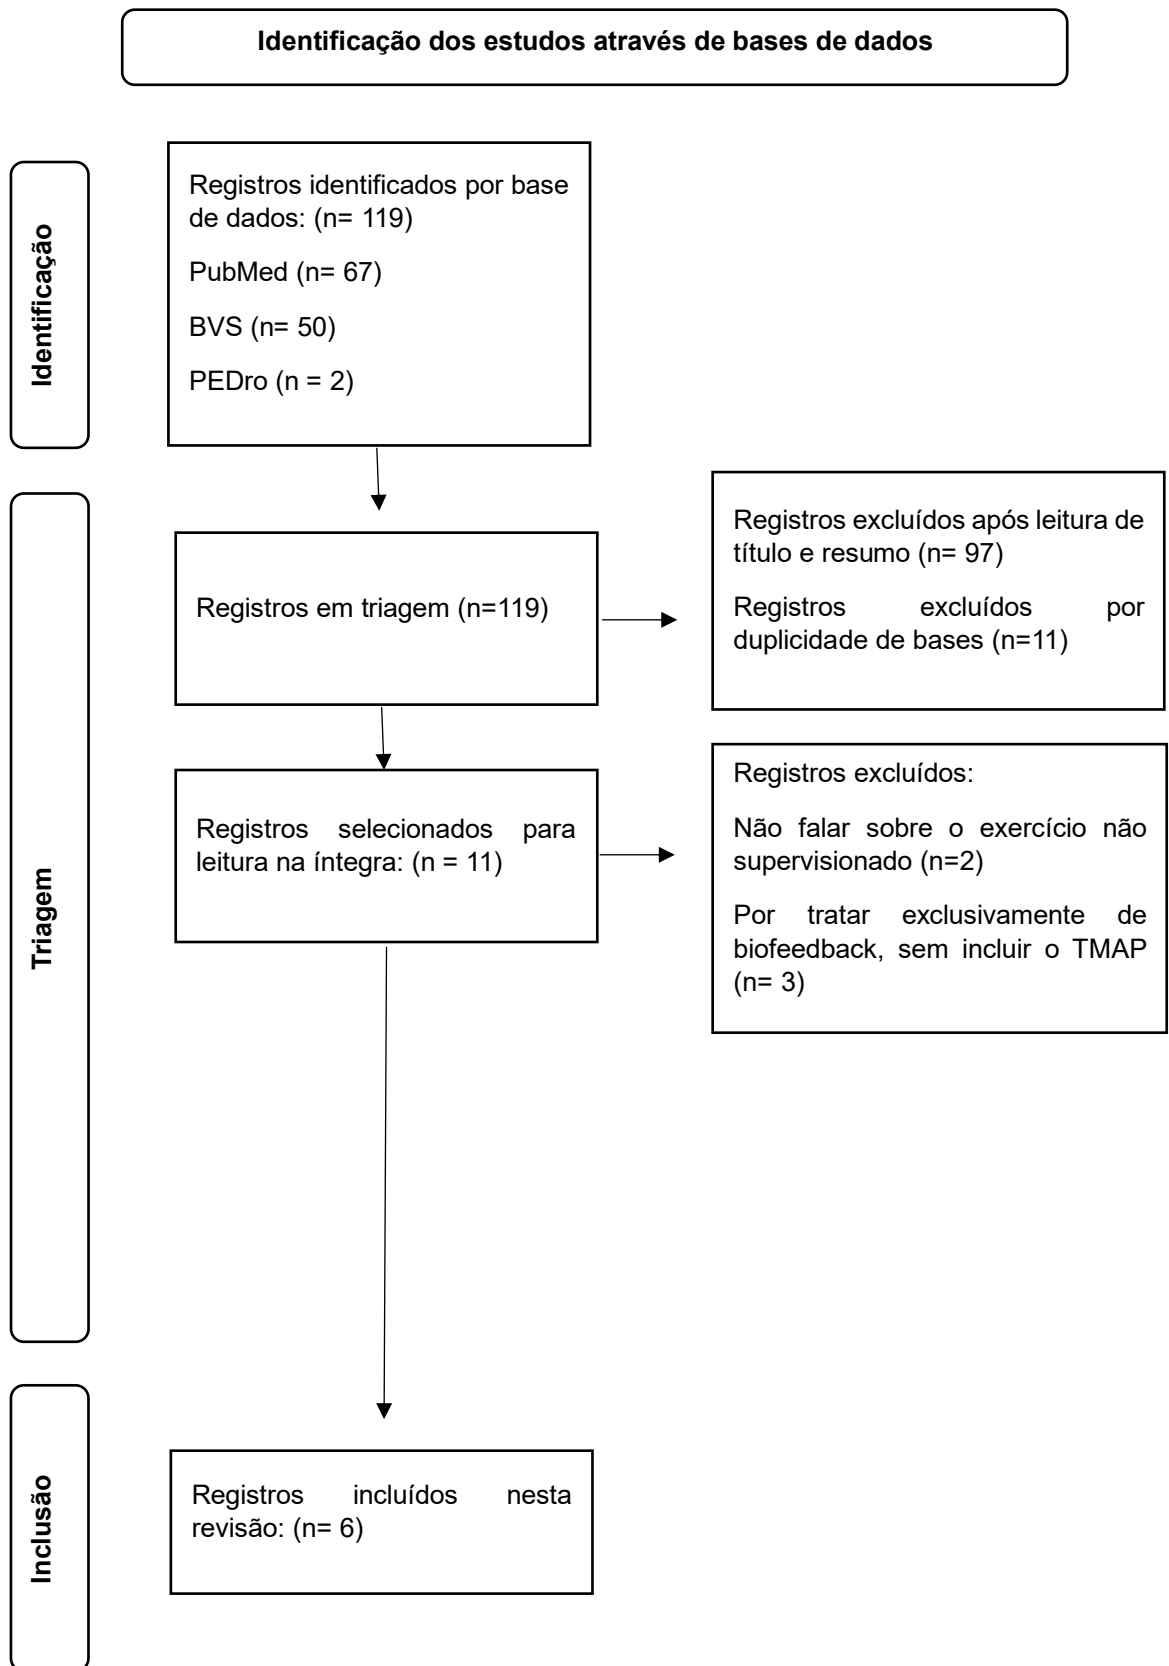 Identificação dos estudos através de bases de dados
Identificação
Registros identificados por base
de dados: (n= 119)
PubMed (n= 67)
BVS (n= 50)
PEDro (n = 2)
Triagem
Registros em triagem (n=119)
Registros excluídos após leitura de
título e resumo (n= 97)
Registros excluídos por
duplicidade de bases (n=11)
Registros selecionados para
leitura na íntegra: (n = 11)
Registros excluídos:
Não falar sobre o exercício não
supervisionado (n=2)
Por tratar exclusivamente de
biofeedback, sem incluir o TMAP
(n= 3)
Inclusão
Registros incluídos nesta
revisão: (n= 6)